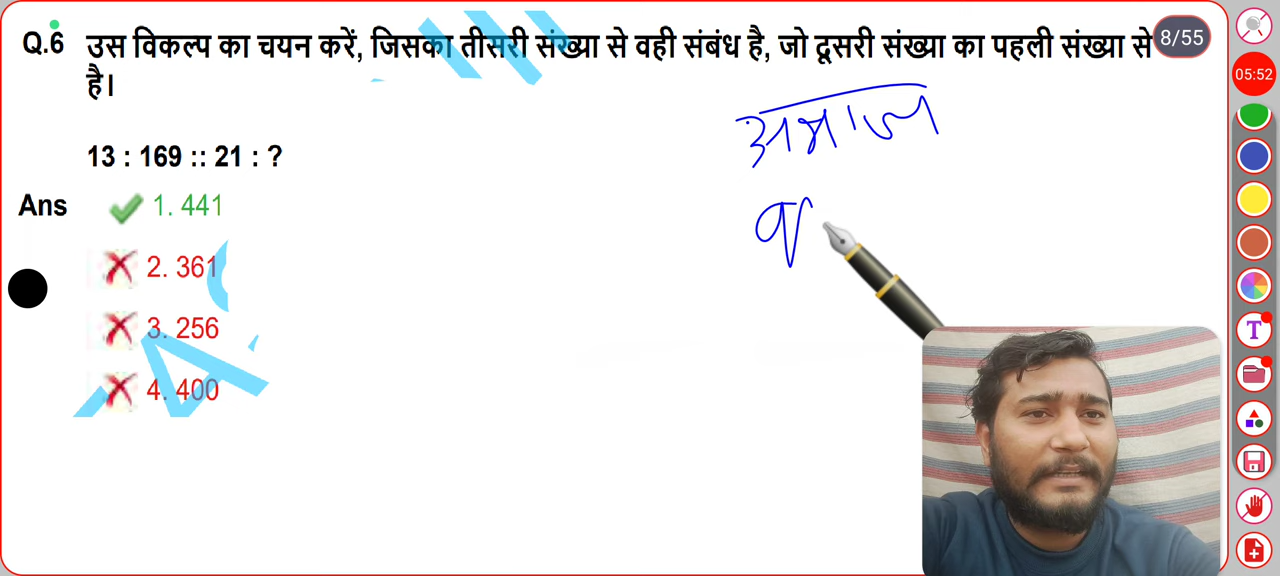 Q.6 उस विकल्प का चयन करें, जिसका तीसरी संख्या से वही संबंध है, जो दूसरी संख्या का पहली संख्या से
है।
8/55
05:52
अभाज्य
13 : 169 :: 21 : ?
Ans 1. 441
2. 361
3. 256
4. 400
T